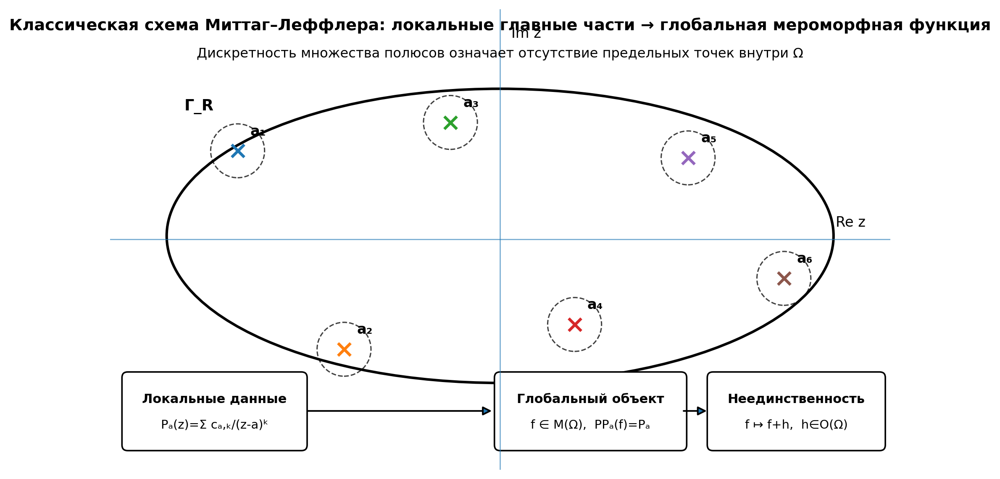 Классическая схема Миттаг–Леффлера: локальные главные части → глобальная мероморфная функция
Im z
Дискретность множества полюсов означает отсутствие предельных точек внутри Ω
Γ_R
a₃
a₁
a₅
Re z
a₆
a₄
a₂
Локальные данные
Pₐ(z)=Σ cₐ,ₖ/(z-a)ᵏ
Глобальный объект
f ∈ M(Ω),  PPₐ(f)=Pₐ
Неединственность
f ↦ f+h,  h∈O(Ω)